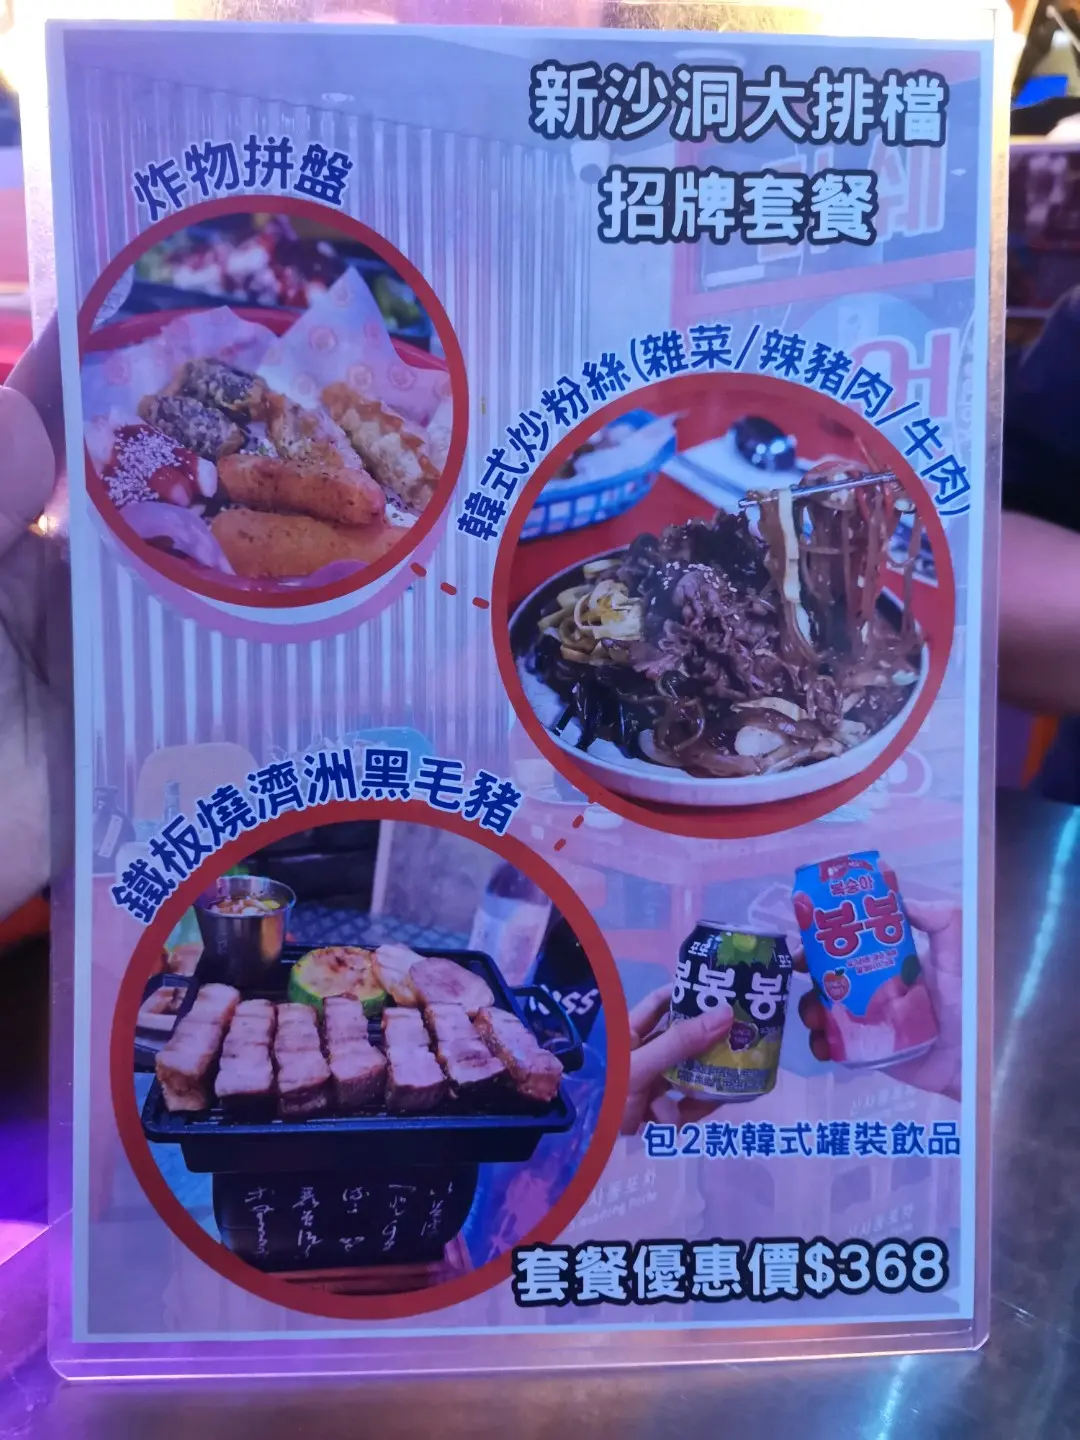 新沙洞大排檔
招牌套餐
炸物拼盤
韓式炒粉絲(雜菜/辣豬肉/牛肉)
鐵板燒濟洲黑毛豬
포도
봉봉
봉봉
包2款韓式罐裝飲品
套餐優惠價$368